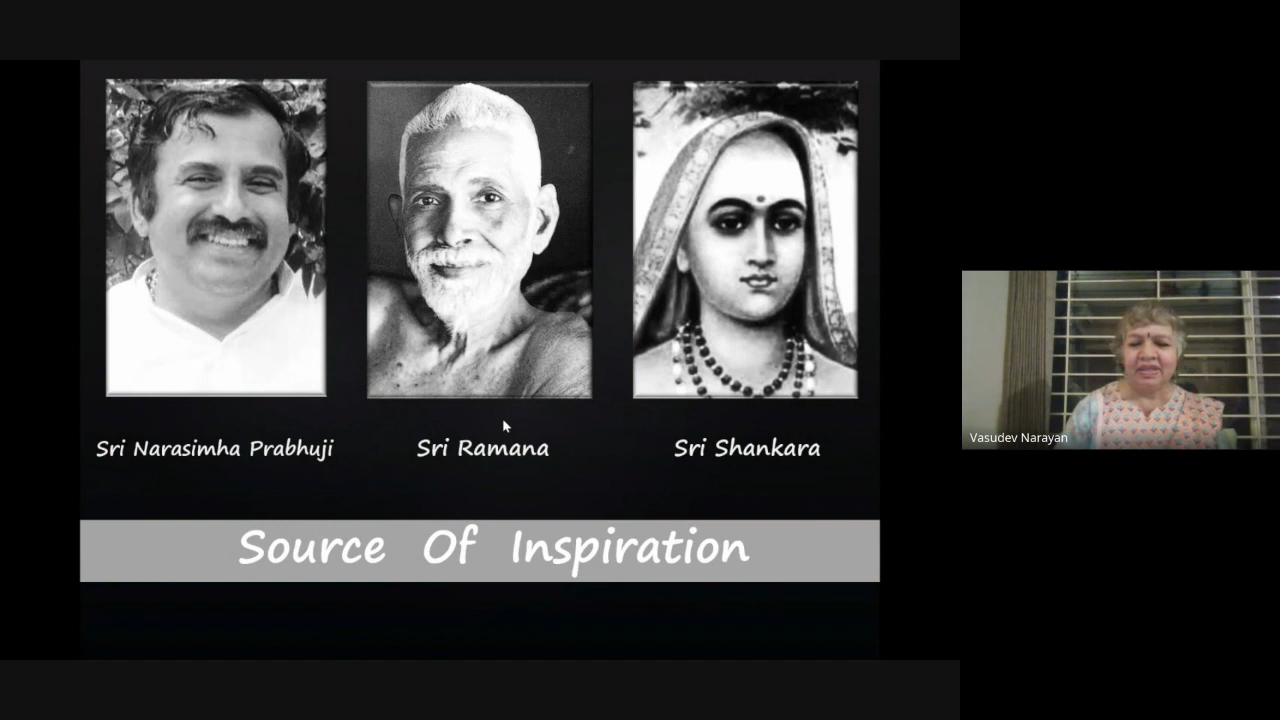 Sri Narasimha Prabhuji
Sri Ramana
Sri Shankara
Source Of Inspiration
Vasudev Narayan